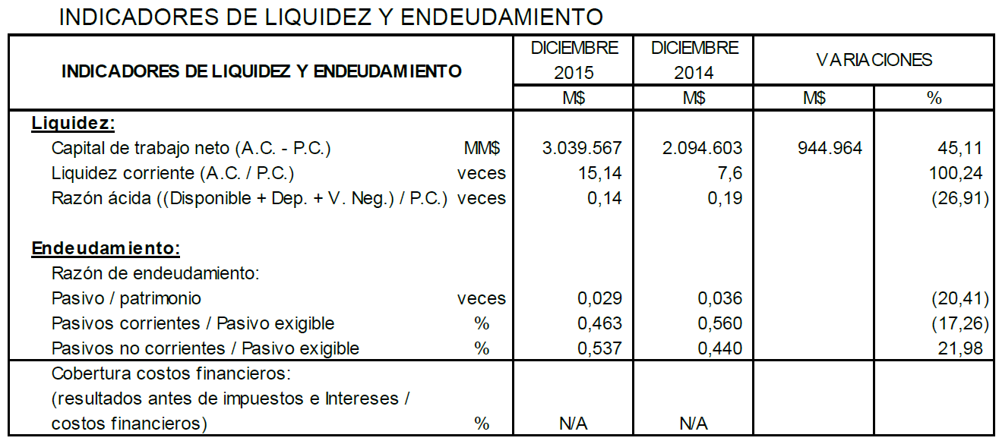 INDICADORES DE LIQUIDEZ Y ENDEUDAMIENTO
INDICADORES DE LIQUIDEZ Y ENDEUDAMIENTO DICIEMBRE 2015 DICIEMBRE 2014 VARIACIONES
M$ M$ M$ %
Liquidez:
Capital de trabajo neto (A.C. - P.C.) MM$ 3.039.567 2.094.603 944.964 45,11
Liquidez corriente (A.C. / P.C.) veces 15,14 7,6 100,24
Razón ácida ((Disponible + Dep. + V. Neg.) / P.C.) veces 0,14 0,19 (26,91)
Endeudamiento:
Razón de endeudamiento:
Pasivo / patrimonio veces 0,029 0,036 (20,41)
Pasivos corrientes / Pasivo exigible % 0,463 0,560 (17,26)
Pasivos no corrientes / Pasivo exigible % 0,537 0,440 21,98
Cobertura costos financieros:
(resultados antes de impuestos e Intereses /
costos financieros) % N/A N/A